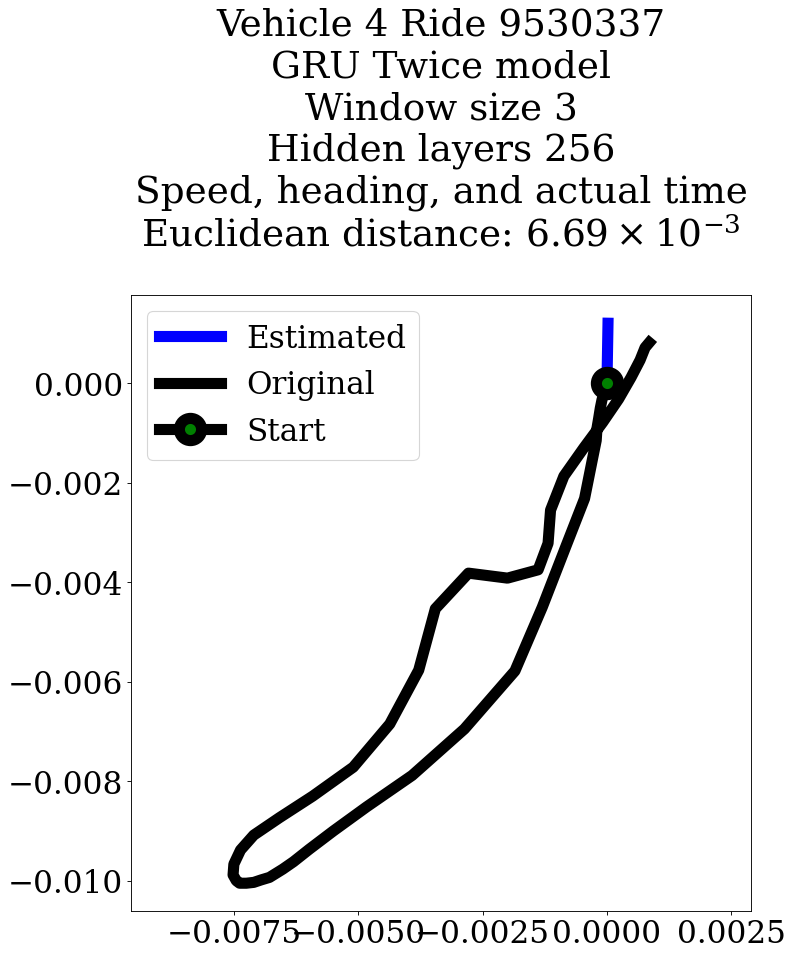 Vehicle 4 Ride 9530337
GRU Twice model
Window size 3
Hidden layers 256
Speed, heading, and actual time
Euclidean distance: 6.69 × 10⁻³
Estimated
Original
Start
0.000
−0.002
−0.004
−0.006
−0.008
−0.010
−0.0075 −0.0050 −0.0025 0.0000 0.0025